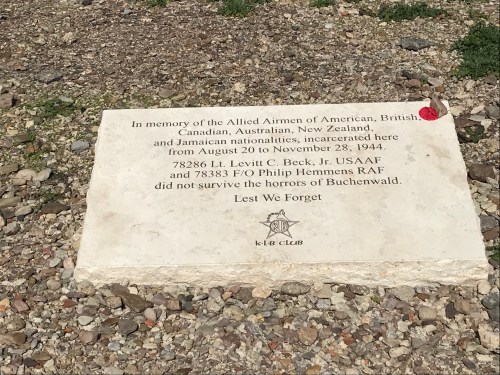 In memory of the Allied Airmen of American, British,
Canadian, Australian, New Zealand,
and Jamaican nationalities, incarcerated here
from August 20 to November 28, 1944.
78286 Lt. Levitt C. Beck, Jr. USAAF
and 78383 F/O Philip Hemmens RAF
did not survive the horrors of Buchenwald.
Lest We Forget
KLB CLUB